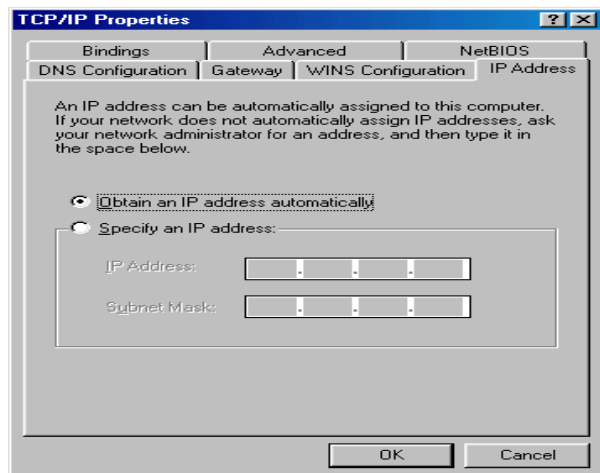 TCP/IP Properties
Bindings Advanced NetBIOS
DNS Configuration Gateway WINS Configuration IP Address
An IP address can be automatically assigned to this computer.
If your network does not automatically assign IP addresses, ask
your network administrator for an address, and then type it in
the space below.
Obtain an IP address automatically
Specify an IP address:
IP Address:
Subnet Mask:
OK Cancel